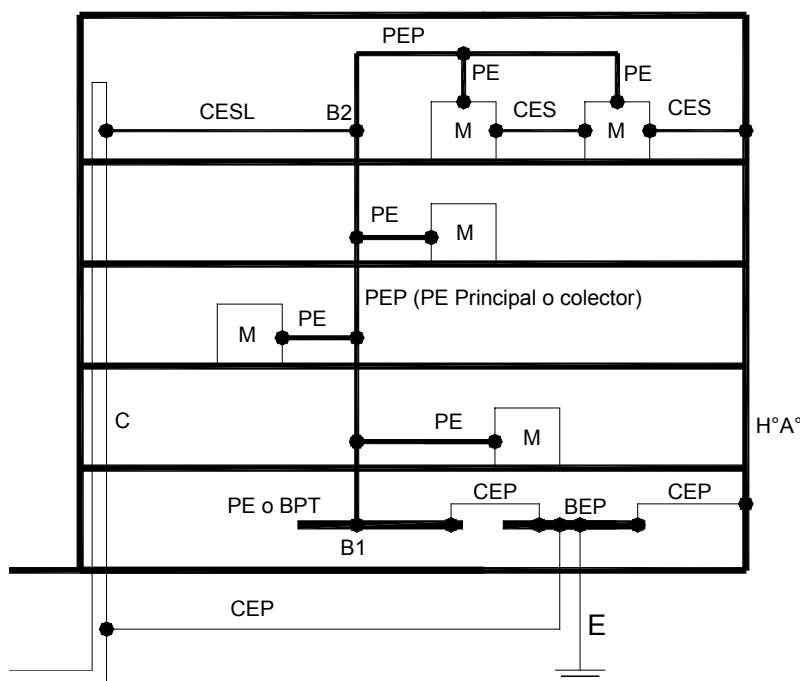 PEP
PE PE
CESL B2 CES CES
M M
PE
M
PEP (PE Principal o colector)
PE
M
C PE H°A°
M
CEP BEP CEP
PE o BPT
B1
CEP E